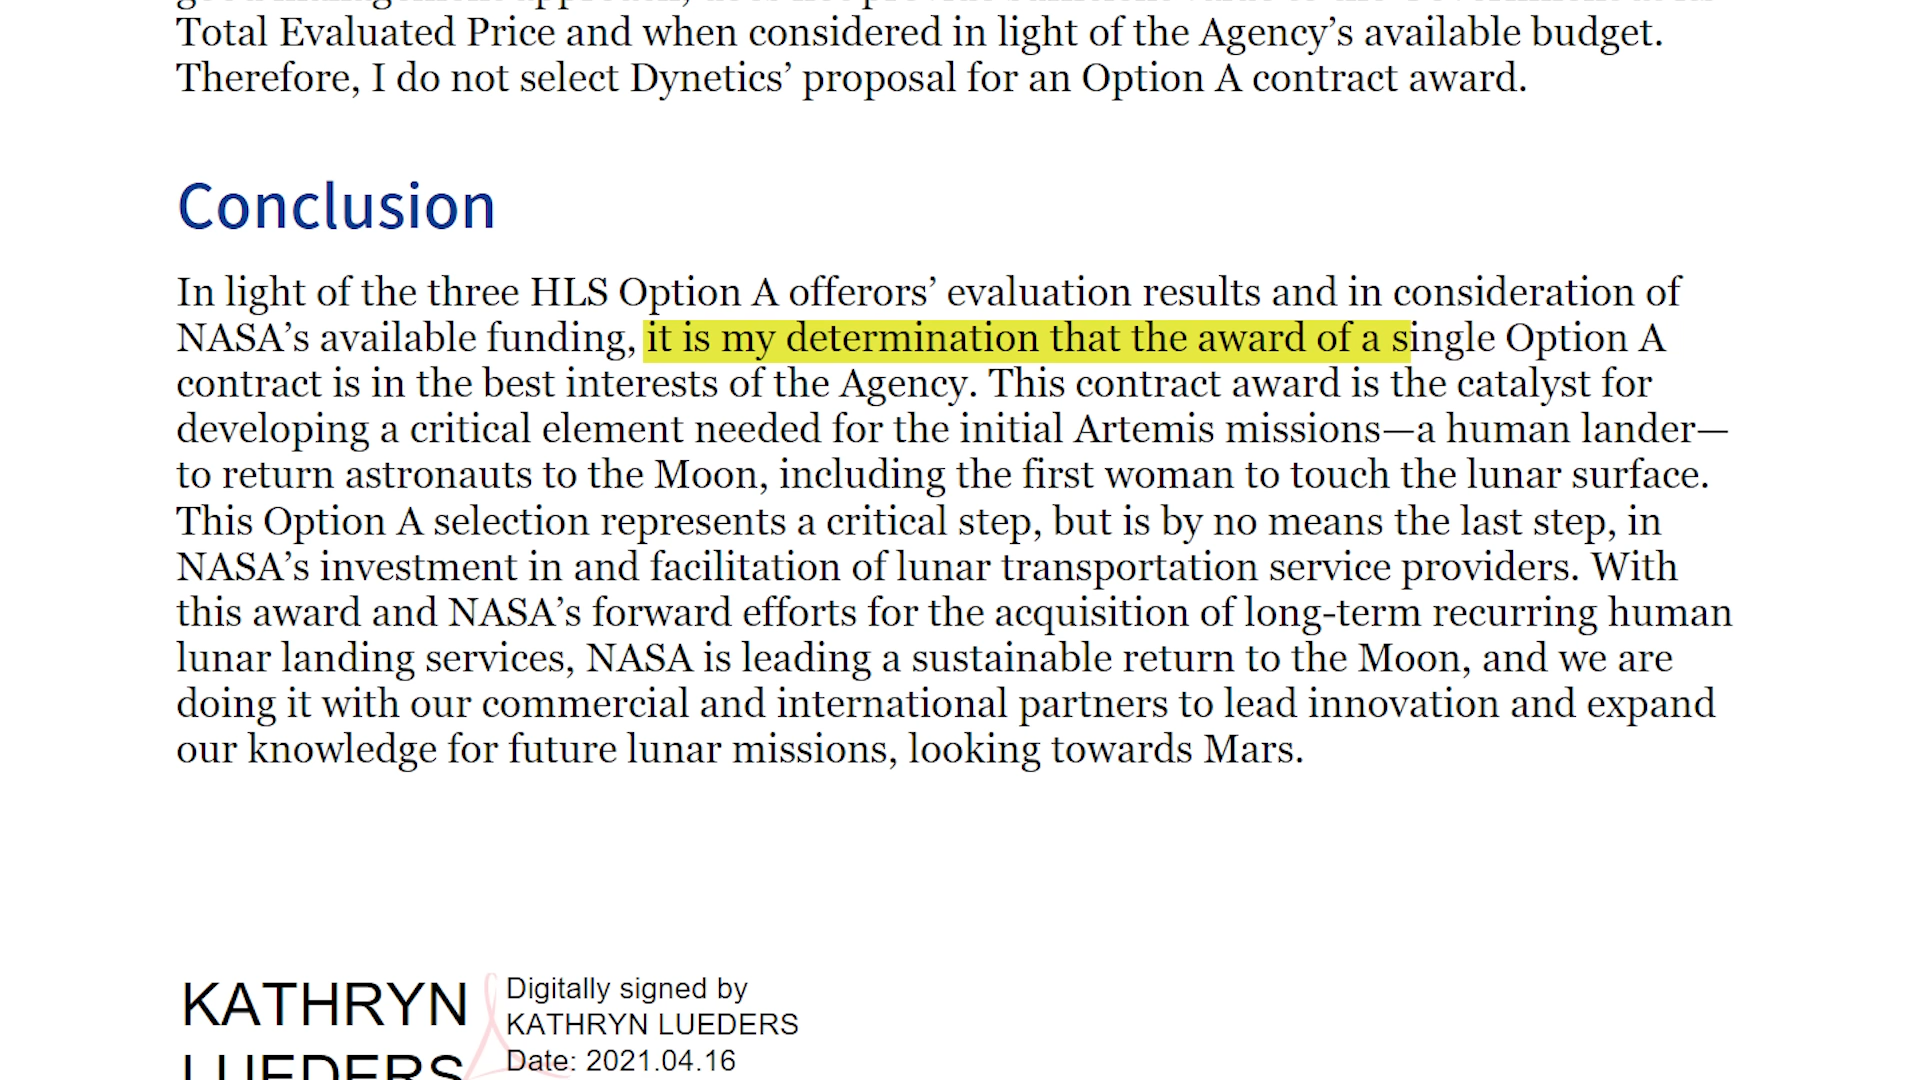 Total Evaluated Price and when considered in light of the Agency’s available budget.
Therefore, I do not select Dynetics’ proposal for an Option A contract award.
Conclusion
In light of the three HLS Option A offerors’ evaluation results and in consideration of
NASA’s available funding, it is my determination that the award of a single Option A
contract is in the best interests of the Agency. This contract award is the catalyst for
developing a critical element needed for the initial Artemis missions—a human lander—
to return astronauts to the Moon, including the first woman to touch the lunar surface.
This Option A selection represents a critical step, but is by no means the last step, in
NASA’s investment in and facilitation of lunar transportation service providers. With
this award and NASA’s forward efforts for the acquisition of long-term recurring human
lunar landing services, NASA is leading a sustainable return to the Moon, and we are
doing it with our commercial and international partners to lead innovation and expand
our knowledge for future lunar missions, looking towards Mars.
KATHRYN
LUEDERS
Digitally signed by
KATHRYN LUEDERS
Date: 2021.04.16